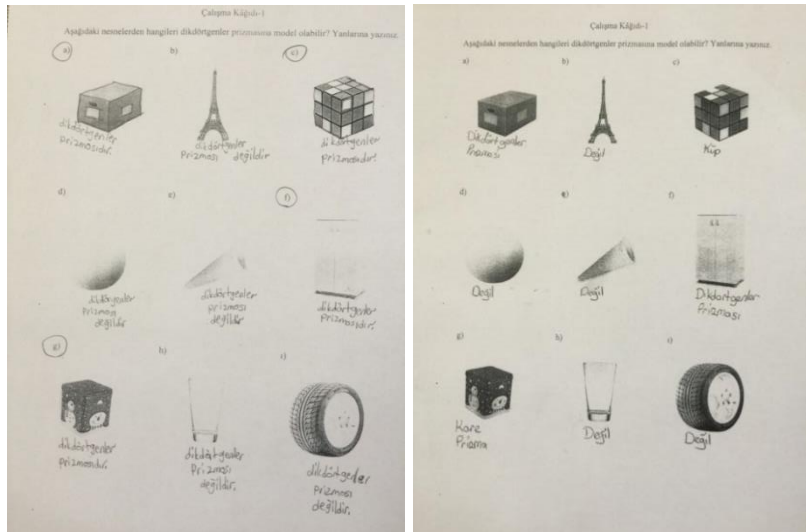 Çalışma Kâğıdı-1
Aşağıdaki nesnelerden hangileri dikdörtgenler prizmasına model olabilir? Yanlarına yazınız.
a) b) c)
dikdörtgenler
prizmasıdır.
dikdörtgenler
prizması değildir
dikdörtgenler
prizmasıdır.
d) e) f)
dikdörtgenler
prizması
değildir
dikdörtgenler
prizması
değildir
dikdörtgenler
prizmasıdır.
g) h) ı)
dikdörtgenler
prizmasıdır.
dikdörtgenler
prizması
değildir.
dikdörtgenler
prizması
değildir.
Çalışma Kâğıdı-1
Aşağıdaki nesnelerden hangileri dikdörtgenler prizmasına model olabilir? Yanlarına yazınız.
a) b) c)
Dikdörtgenler
Prizması
Değil
Küp
d) e) f)
Değil
Değil
Dikdörtgenler
Prizması
g) h) ı)
Kare
Prizma
Değil
Değil